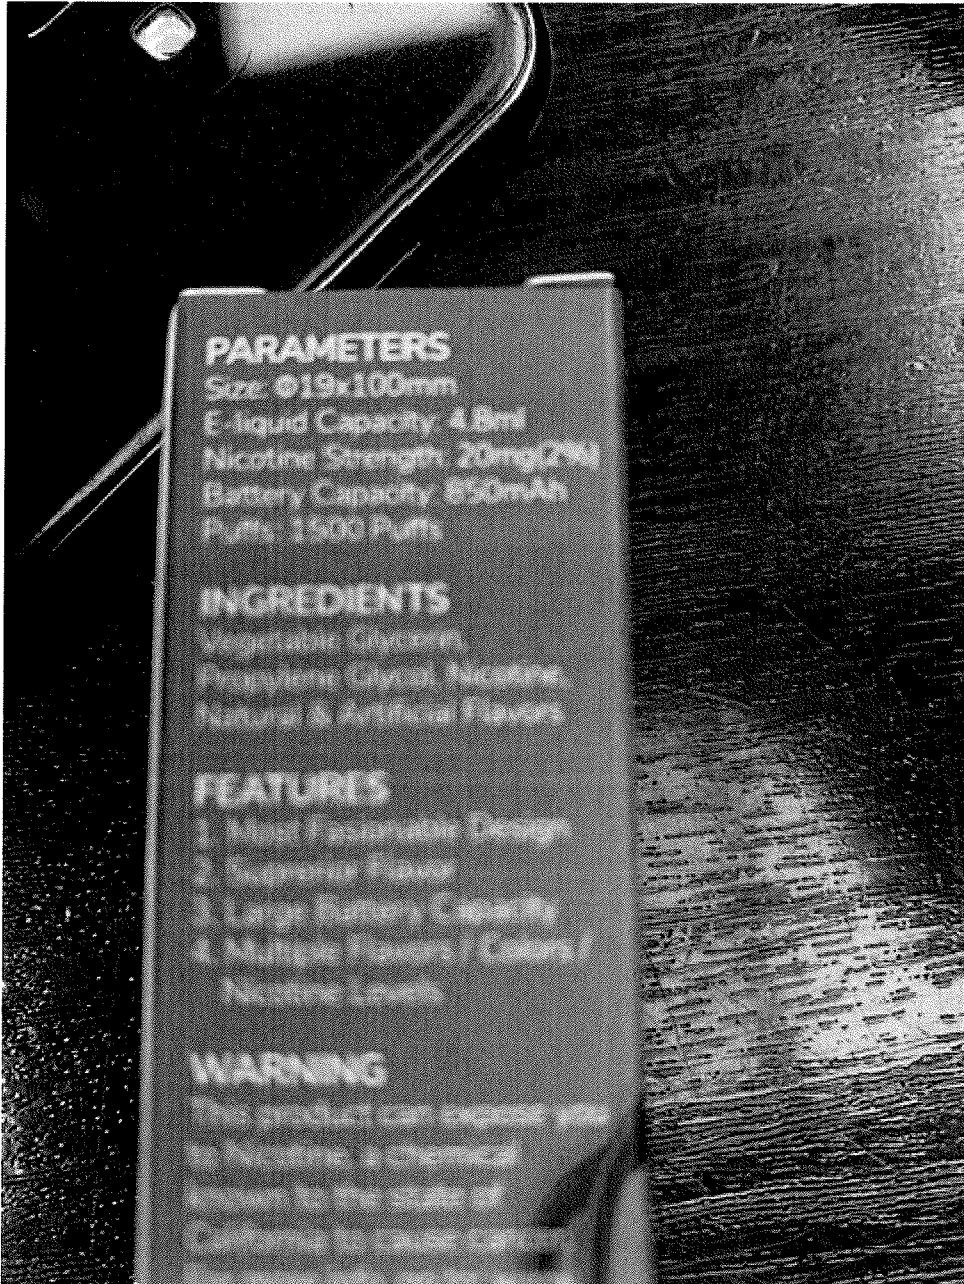 PARAMETERS
Size: Φ19x100mm
E-liquid Capacity: 4.8ml
Nicotine Strength: 20mg(2%)
Battery Capacity: 850mAh
Puffs: 1500 Puffs
INGREDIENTS
Vegetable Glycerin,
Propylene Glycol, Nicotine,
Natural & Artificial Flavors
FEATURES
1. Most Fasionable Design
2. Supreme Flavor
3. Large Battery Capacity
4. Multiple Flavors / Colors /
Nicotine Levels
WARNING
This product can expose you
to Nicotine, a chemical
known to the state of
California to cause cancer